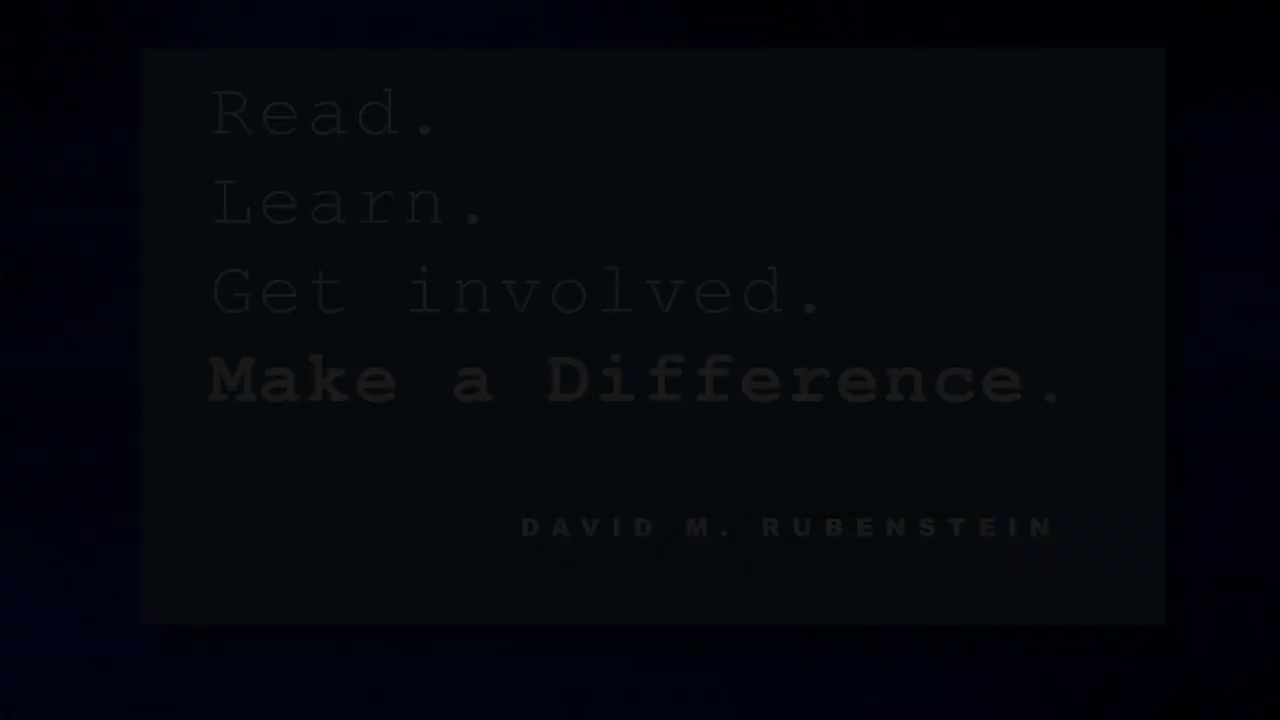 Read.
Learn.
Get involved.
Make a Difference.
DAVID M. RUBENSTEIN